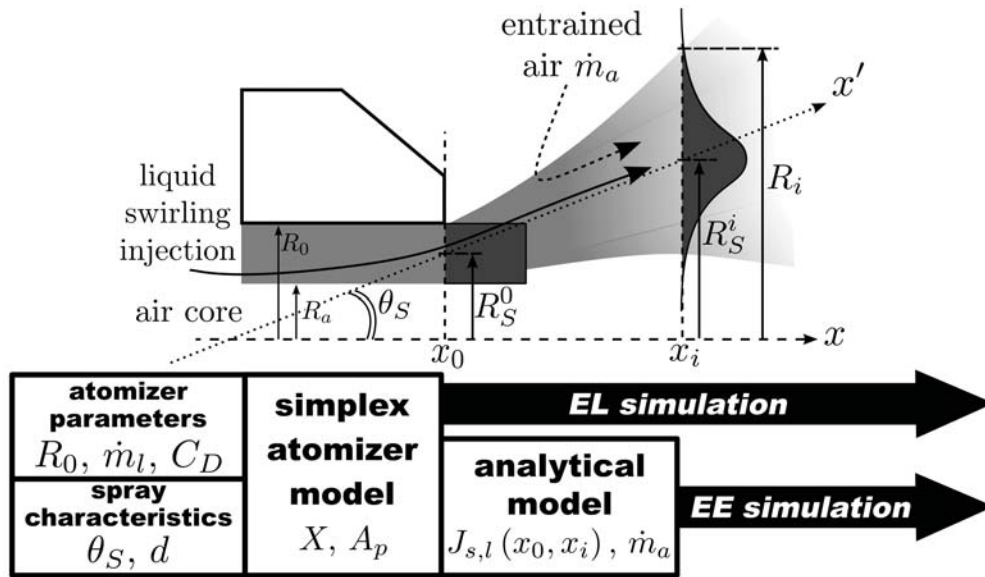 entrained
air ṁ_a
x′
liquid
swirling
injection
R_0
R_i
R_S^i
R_S^0
θ_S
R_a
air core
x_0
x_i
x
atomizer
parameters
R_0, ṁ_l, C_D
spray
characteristics
θ_S, d
simplex
atomizer
model
X, A_p
EL simulation
analytical
model
J_{s,l} (x_0, x_i), ṁ_a
EE simulation